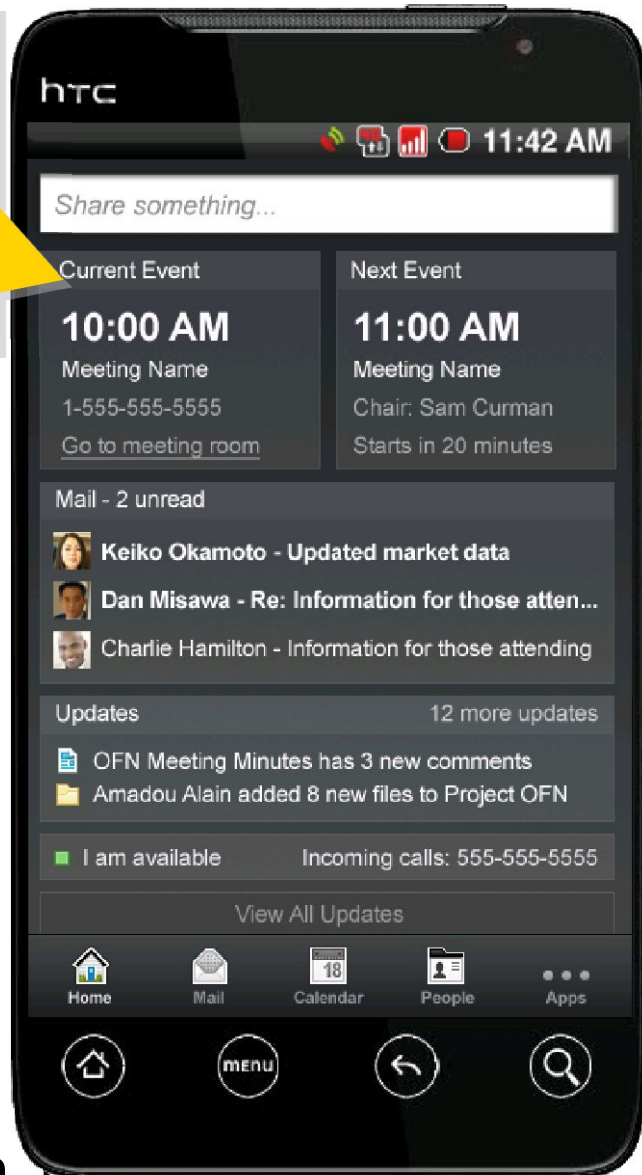 hTC
11:42 AM
Share something...
Current Event
10:00 AM
Meeting Name
1-555-555-5555
Go to meeting room
Next Event
11:00 AM
Meeting Name
Chair: Sam Curman
Starts in 20 minutes
Mail - 2 unread
Keiko Okamoto - Updated market data
Dan Misawa - Re: Information for those atten...
Charlie Hamilton - Information for those attending
Updates 12 more updates
OFN Meeting Minutes has 3 new comments
Amadou Alain added 8 new files to Project OFN
I am available Incoming calls: 555-555-5555
View All Updates
18
Home Mail Calendar People Apps
MENU